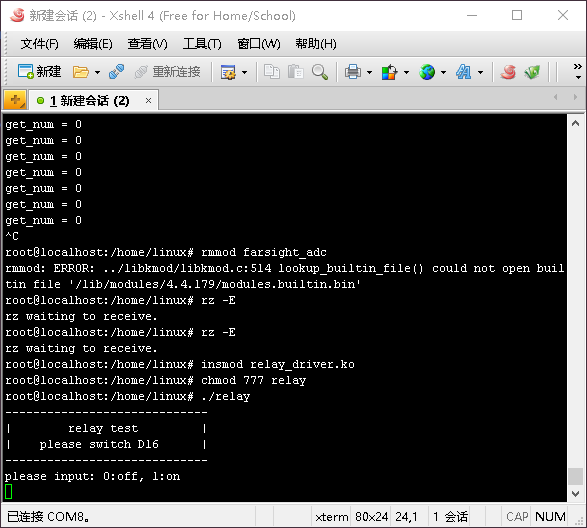 新建会话 (2) - Xshell 4 (Free for Home/School)
文件(F) 编辑(E) 查看(V) 工具(T) 窗口(W) 帮助(H)
新建 重新连接
1 新建会话 (2)
get_num = 0
get_num = 0
get_num = 0
get_num = 0
get_num = 0
get_num = 0
get_num = 0
^C
root@localhost:/home/linux# rmmod farsight_adc
rmmod: ERROR: ../libkmod/libkmod.c:514 lookup_builtin_file() could not open buil
tin file '/lib/modules/4.4.179/modules.builtin.bin'
root@localhost:/home/linux# rz -E
rz waiting to receive.
root@localhost:/home/linux# rz -E
rz waiting to receive.
root@localhost:/home/linux# insmod relay_driver.ko
root@localhost:/home/linux# chmod 777 relay
root@localhost:/home/linux# ./relay
-----------------------------
|        relay test         |
|    please switch D16      |
-----------------------------
please input: 0:off, 1:on
已连接 COM8。 xterm 80x24 24,1 1 会话 CAP NUM